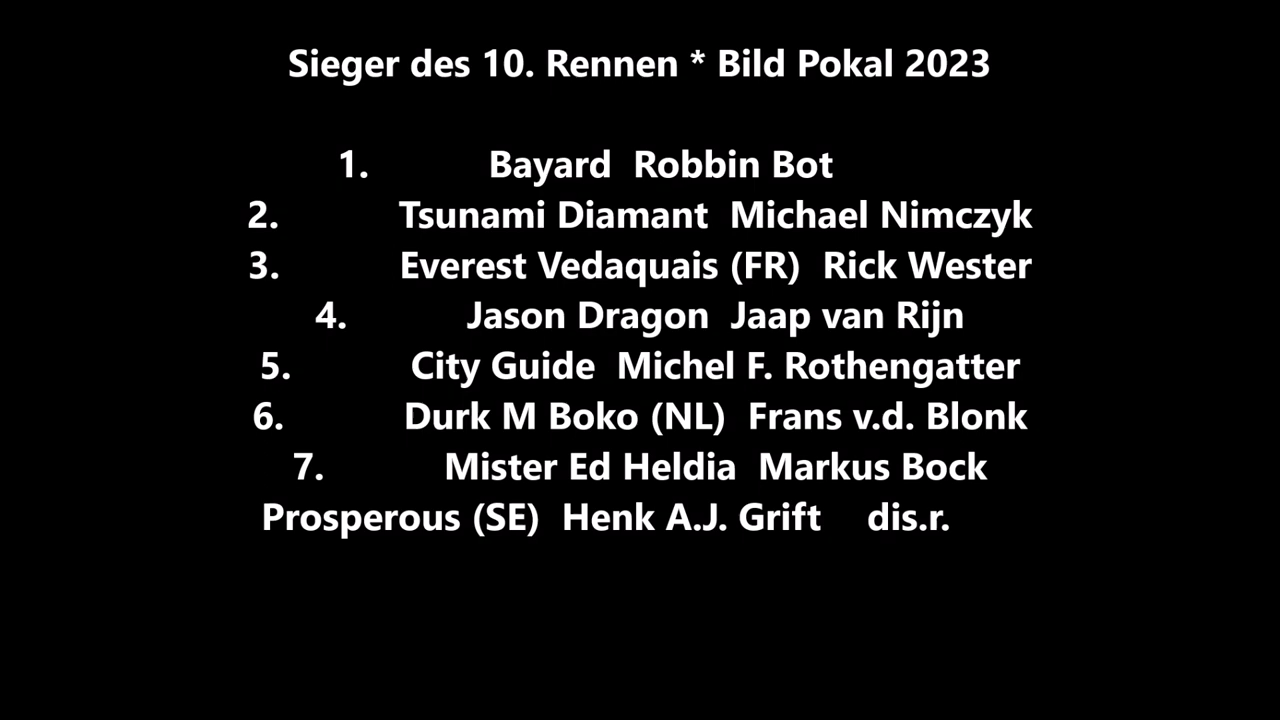 Sieger des 10. Rennen * Bild Pokal 2023
1. Bayard Robbin Bot
2. Tsunami Diamant Michael Nimczyk
3. Everest Vedaquais (FR) Rick Wester
4. Jason Dragon Jaap van Rijn
5. City Guide Michel F. Rothengatter
6. Durk M Boko (NL) Frans v.d. Blonk
7. Mister Ed Heldia Markus Bock
Prosperous (SE) Henk A.J. Grift dis.r.